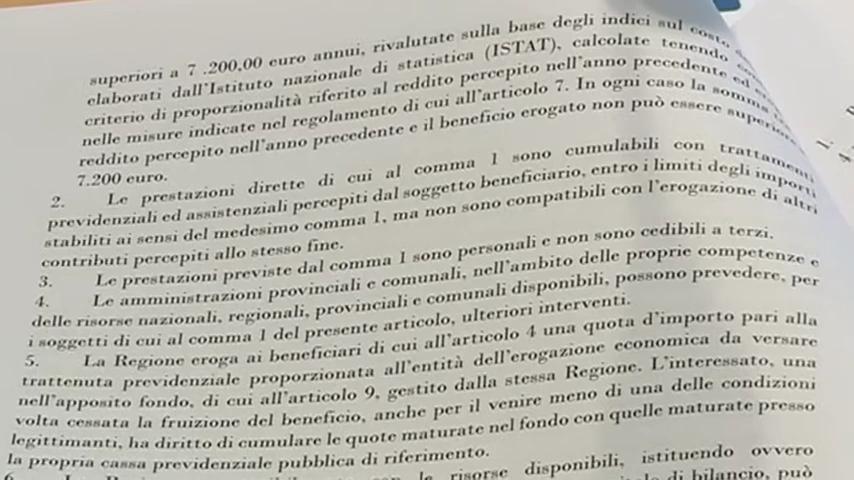 superiori a 7 .200,00 euro annui, rivalutate sulla base degli indici sul costo
elaborati dall'Istituto nazionale di statistica (ISTAT), calcolate tenendo
criterio di proporzionalità riferito al reddito percepito nell'anno precedente ed
nelle misure indicate nel regolamento di cui all'articolo 7. In ogni caso la somma
reddito percepito nell'anno precedente e il beneficio erogato non può essere superiore
7.200 euro.
2. Le prestazioni dirette di cui al comma 1 sono cumulabili con trattamenti
previdenziali ed assistenziali percepiti dal soggetto beneficiario, entro i limiti degli importi
stabiliti ai sensi del medesimo comma 1, ma non sono compatibili con l'erogazione di altri
contributi percepiti allo stesso fine.
3. Le prestazioni previste dal comma 1 sono personali e non sono cedibili a terzi.
4. Le amministrazioni provinciali e comunali, nell'ambito delle proprie competenze e
delle risorse nazionali, regionali, provinciali e comunali disponibili, possono prevedere, per
i soggetti di cui al comma 1 del presente articolo, ulteriori interventi.
5. La Regione eroga ai beneficiari di cui all'articolo 4 una quota d'importo pari alla
trattenuta previdenziale proporzionata all'entità dell'erogazione economica da versare
nell'apposito fondo, di cui all'articolo 9, gestito dalla stessa Regione. L'interessato, una
volta cessata la fruizione del beneficio, anche per il venire meno di una delle condizioni
legittimanti, ha diritto di cumulare le quote maturate nel fondo con quelle maturate presso
la propria cassa previdenziale pubblica di riferimento.
le risorse disponibili, istituendo ovvero
di bilancio, può
1.
4